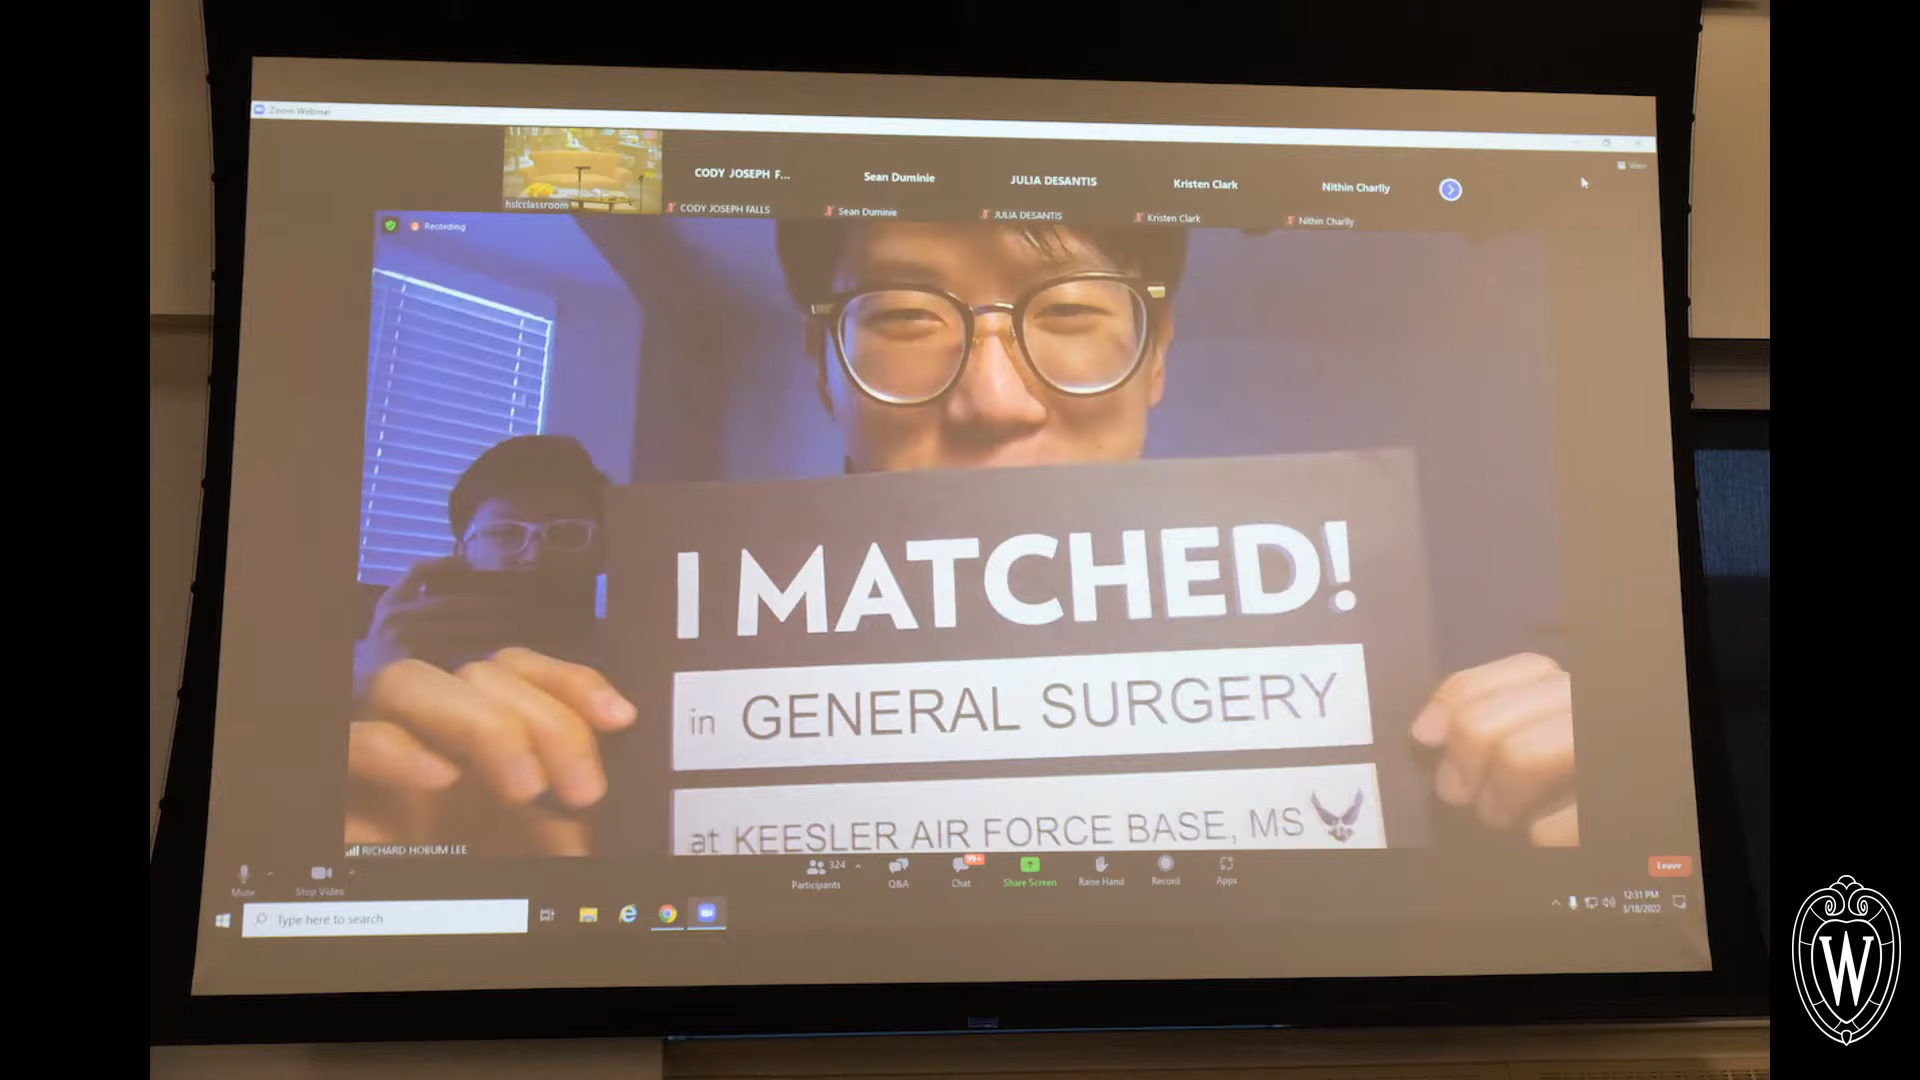 Zoom Webinar
View
CODY JOSEPH F...
Sean Duminie
JULIA DESANTIS
Kristen Clark
Nithin Charlly
hslcclassroom
CODY JOSEPH FALLS
Sean Duminie
JULIA DESANTIS
Kristen Clark
Nithin Charlly
Recording
I MATCHED!
in GENERAL SURGERY
at KEESLER AIR FORCE BASE, MS
RICHARD HOBUM LEE
Mute
Stop Video
324
Participants
Q&A
99+
Chat
Share Screen
Raise Hand
Record
Apps
Leave
Type here to search
12:31 PM
3/18/2022
W